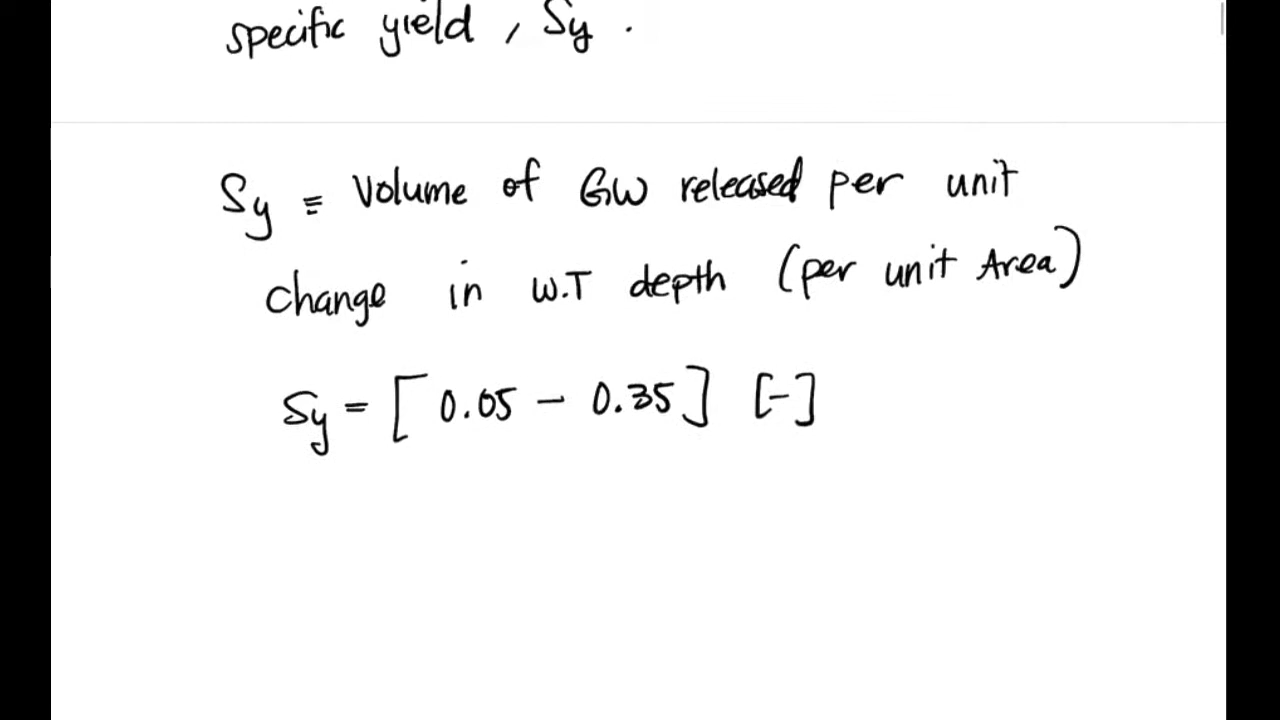 specific yield, Sy.
Sy ≡ Volume of GW released per unit
change in W.T depth (per unit Area)
Sy = [0.05 - 0.35] [-]